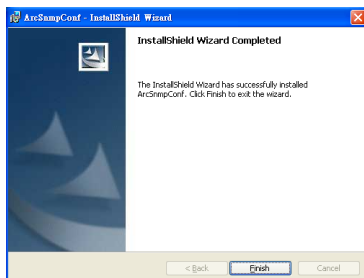 ArcSnmpConf - InstallShield Wizard
InstallShield Wizard Completed
The InstallShield Wizard has successfully installed
ArcSnmpConf. Click Finish to exit the wizard.
< Back
Finish
Cancel